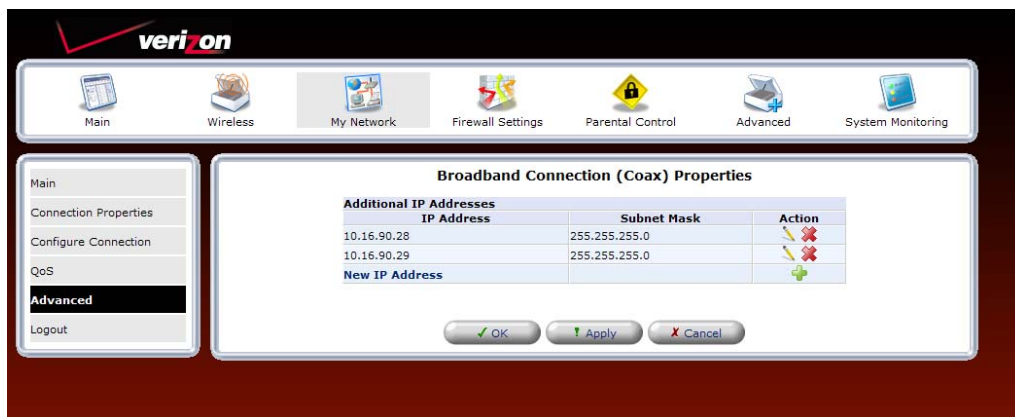 verizon
Main Wireless My Network Firewall Settings Parental Control Advanced System Monitoring
Main
Connection Properties
Configure Connection
QoS
Advanced
Logout
Broadband Connection (Coax) Properties
Additional IP Addresses
IP Address Subnet Mask Action
10.16.90.28 255.255.255.0
10.16.90.29 255.255.255.0
New IP Address
OK Apply Cancel